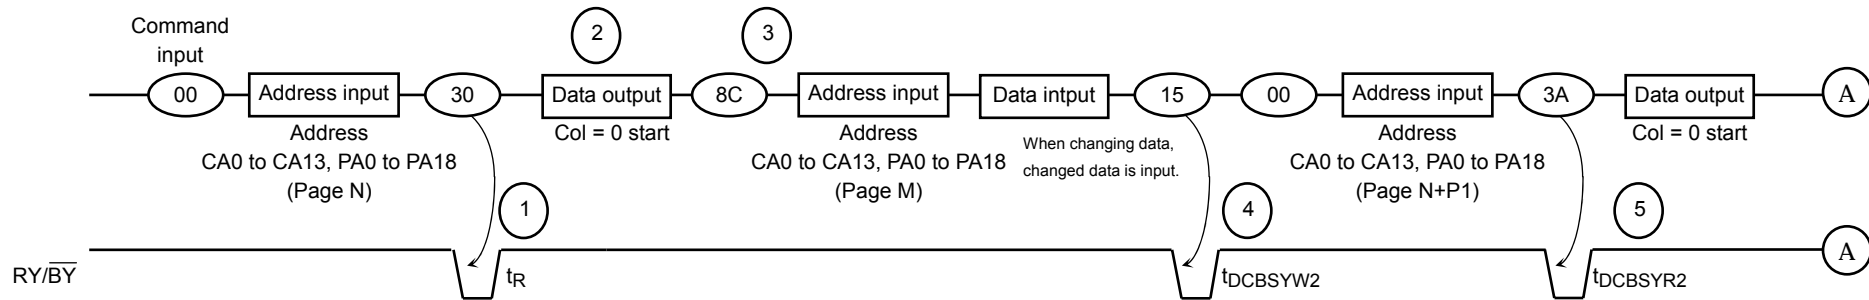 Command
input
2
3
00
Address input
30
Data output
8C
Address input
Data intput
15
00
Address input
3A
Data output
A
Address
CA0 to CA13, PA0 to PA18
(Page N)
Col = 0 start
Address
CA0 to CA13, PA0 to PA18
(Page M)
When changing data,
changed data is input.
Address
CA0 to CA13, PA0 to PA18
(Page N+P1)
Col = 0 start
1
4
5
RY/BY
tR
tDCBSYW2
tDCBSYR2
A